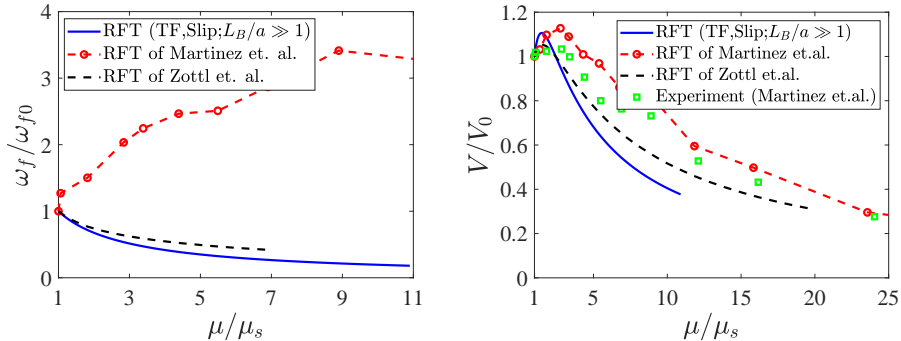 RFT (TF,Slip;L_B/a ≫ 1)
RFT of Martinez et. al.
RFT of Zottl et. al.
ω_f/ω_{f0}
4
3
2
1
0
1 3 5 7 9 11
μ/μ_s
RFT (TF,Slip;L_B/a ≫ 1)
RFT of Martinez et.al.
RFT of Zottl et.al.
Experiment (Martinez et.al.)
V/V_0
1.2
1
0.8
0.6
0.4
0.2
0
1 5 10 15 20 25
μ/μ_s